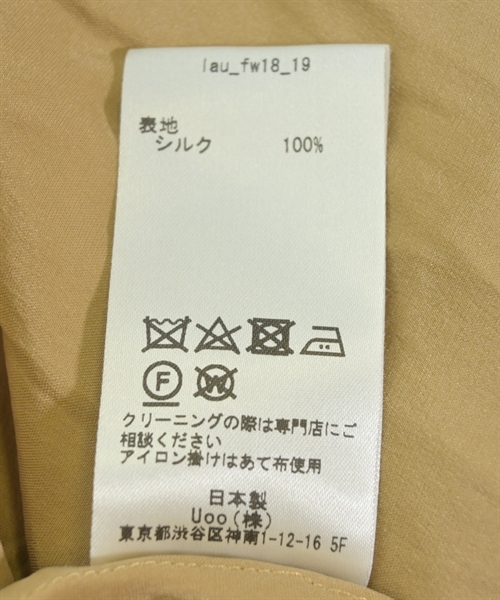 lau_fw18_19
表地
シルク 100%
F W
クリーニングの際は専門店にご
相談ください
アイロン掛けはあて布使用
日本製
Uoo(株)
東京都渋谷区神南1-12-16 5F